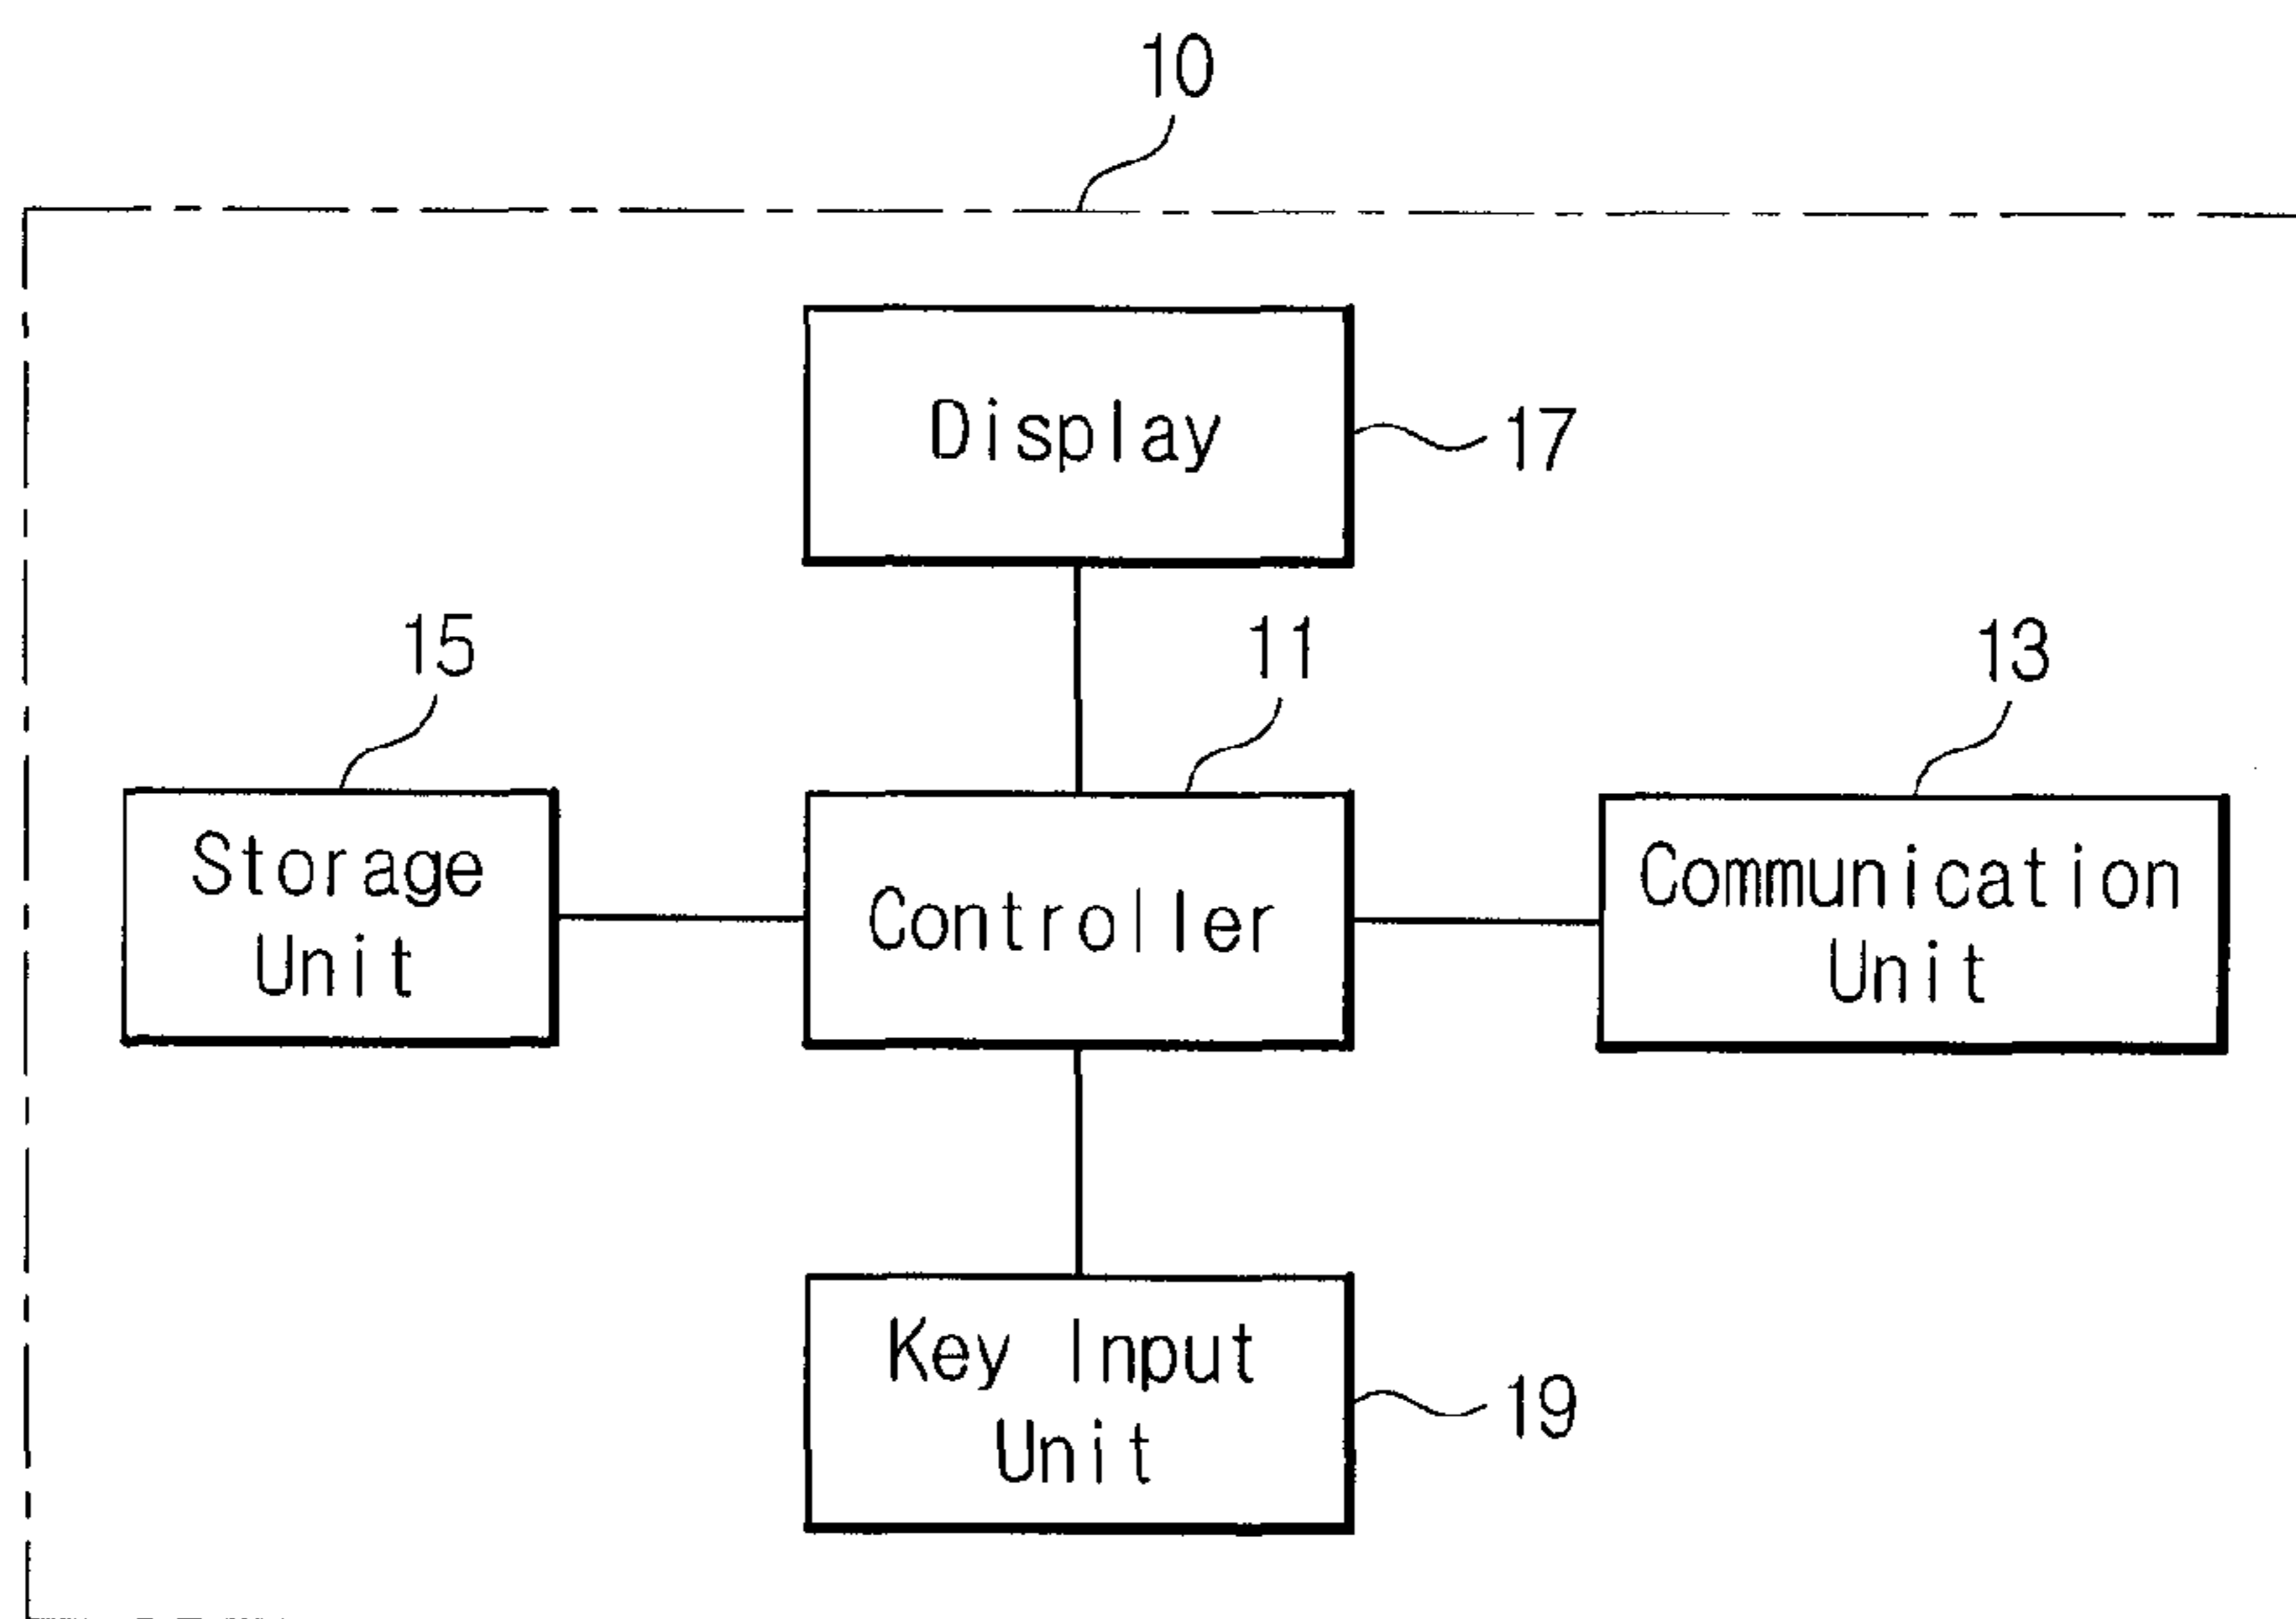 10
Display
17
15
11
13
Storage
Unit
Controller
Communication
Unit
Key Input
Unit
19